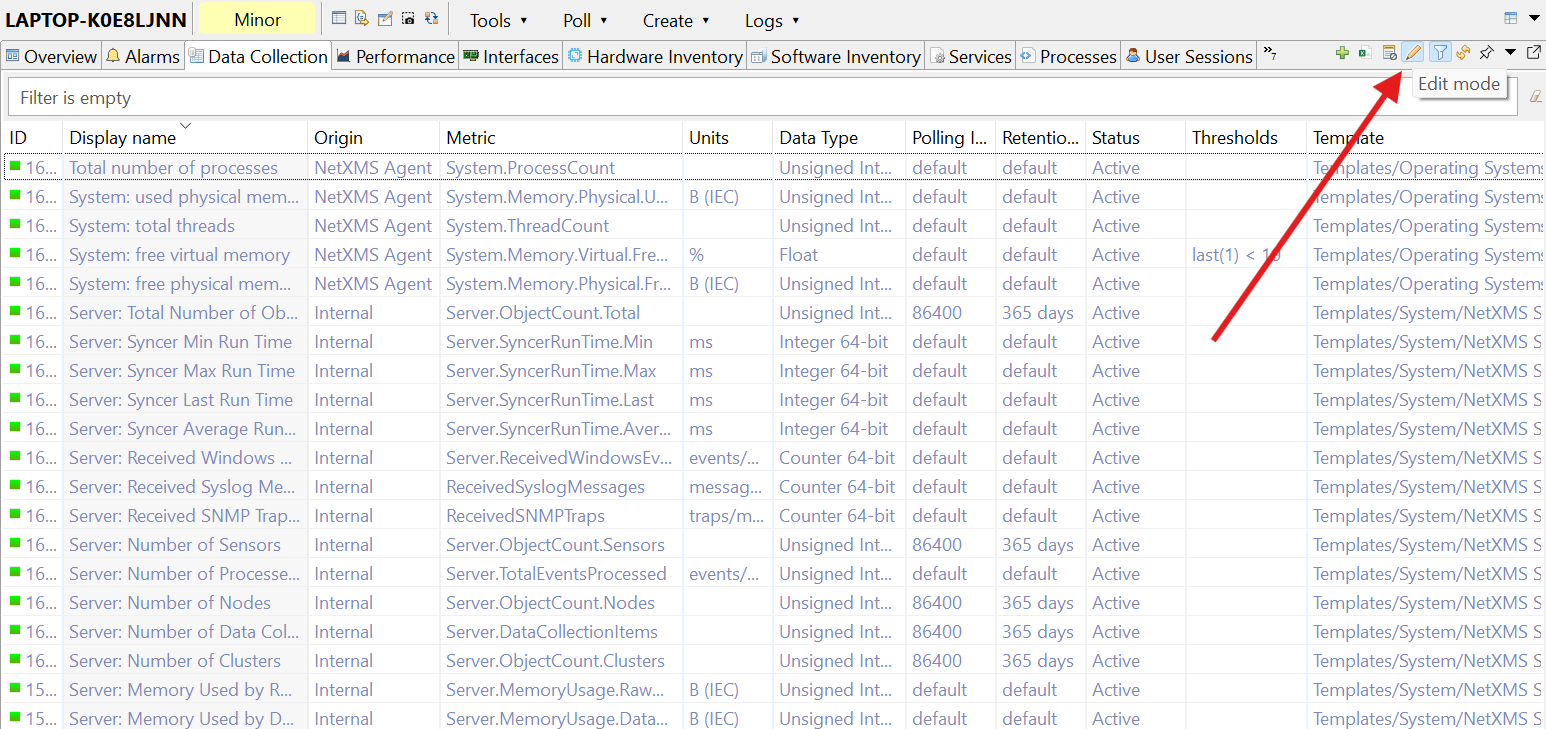 LAPTOP-K0E8LJNN Minor Tools Poll Create Logs
Overview Alarms Data Collection Performance Interfaces Hardware Inventory Software Inventory Services Processes User Sessions »7
Edit mode
Filter is empty
ID Display name Origin Metric Units Data Type Polling I... Retentio... Status Thresholds Template
16... Total number of processes NetXMS Agent System.ProcessCount Unsigned Int... default default Active Templates/Operating Systems
16... System: used physical mem... NetXMS Agent System.Memory.Physical.U... B (IEC) Unsigned Int... default default Active Templates/Operating Systems
16... System: total threads NetXMS Agent System.ThreadCount Unsigned Int... default default Active Templates/Operating Systems
16... System: free virtual memory NetXMS Agent System.Memory.Virtual.Fre... % Float default default Active last(1) < 10 Templates/Operating Systems
16... System: free physical mem... NetXMS Agent System.Memory.Physical.Fr... B (IEC) Unsigned Int... default default Active Templates/Operating Systems
16... Server: Total Number of Ob... Internal Server.ObjectCount.Total Unsigned Int... 86400 365 days Active Templates/System/NetXMS S
16... Server: Syncer Min Run Time Internal Server.SyncerRunTime.Min ms Integer 64-bit default default Active Templates/System/NetXMS S
16... Server: Syncer Max Run Time Internal Server.SyncerRunTime.Max ms Integer 64-bit default default Active Templates/System/NetXMS S
16... Server: Syncer Last Run Time Internal Server.SyncerRunTime.Last ms Integer 64-bit default default Active Templates/System/NetXMS S
16... Server: Syncer Average Run... Internal Server.SyncerRunTime.Aver... ms Integer 64-bit default default Active Templates/System/NetXMS S
16... Server: Received Windows ... Internal Server.ReceivedWindowsEv... events/... Counter 64-bit default default Active Templates/System/NetXMS S
16... Server: Received Syslog Me... Internal ReceivedSyslogMessages messag... Counter 64-bit default default Active Templates/System/NetXMS S
16... Server: Received SNMP Trap... Internal ReceivedSNMPTraps traps/m... Counter 64-bit default default Active Templates/System/NetXMS S
16... Server: Number of Sensors Internal Server.ObjectCount.Sensors Unsigned Int... 86400 365 days Active Templates/System/NetXMS S
16... Server: Number of Processe... Internal Server.TotalEventsProcessed events/... Unsigned Int... default default Active Templates/System/NetXMS S
16... Server: Number of Nodes Internal Server.ObjectCount.Nodes Unsigned Int... 86400 365 days Active Templates/System/NetXMS S
16... Server: Number of Data Col... Internal Server.DataCollectionItems Unsigned Int... 86400 365 days Active Templates/System/NetXMS S
16... Server: Number of Clusters Internal Server.ObjectCount.Clusters Unsigned Int... 86400 365 days Active Templates/System/NetXMS S
15... Server: Memory Used by R... Internal Server.MemoryUsage.Raw... B (IEC) Unsigned Int... default default Active Templates/System/NetXMS S
15... Server: Memory Used by D... Internal Server.MemoryUsage.Data... B (IEC) Unsigned Int... default default Active Templates/System/NetXMS S